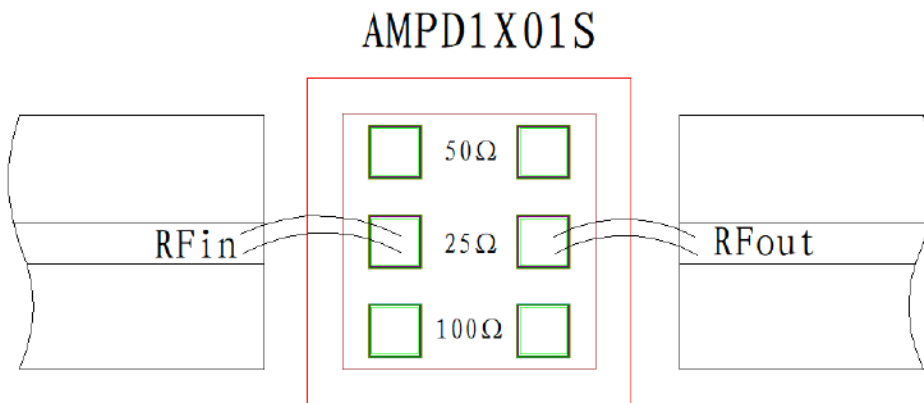 AMPD1X01S
50Ω
RFin
25Ω
RFout
100Ω